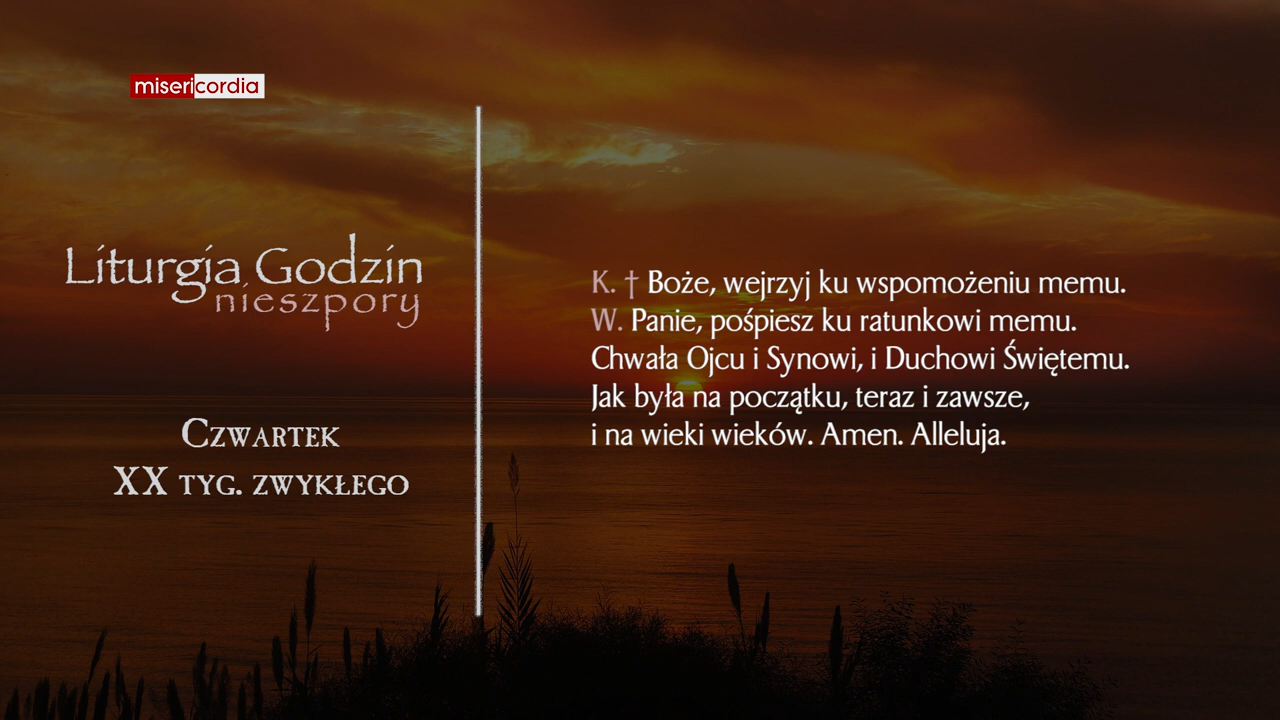 misericordia
Liturgia Godzin
nieszpory
Czwartek
XX tyg. zwykłego
K. † Boże, wejrzyj ku wspomożeniu memu.
W. Panie, pośpiesz ku ratunkowi memu.
Chwała Ojcu i Synowi, i Duchowi Świętemu.
Jak była na początku, teraz i zawsze,
i na wieki wieków. Amen. Alleluja.